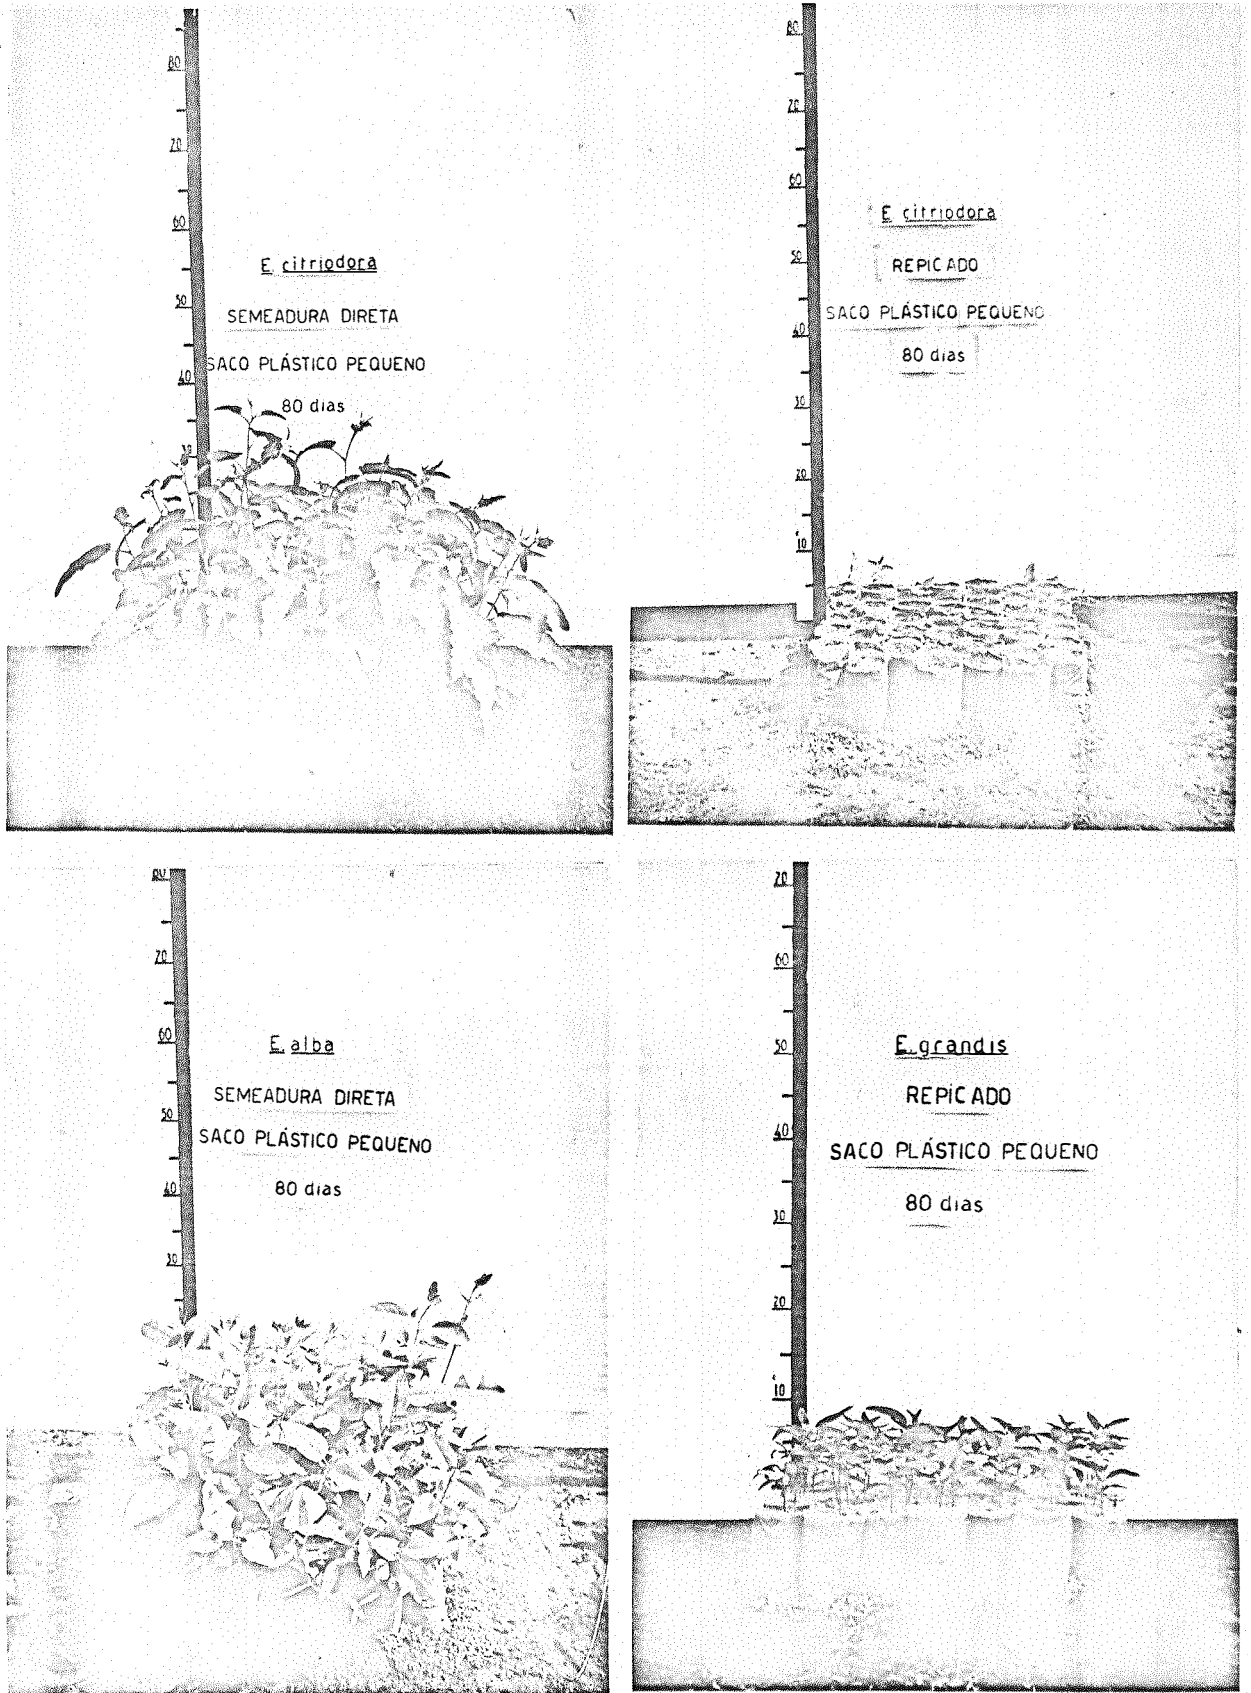 80
70
60
50
40
30
E. citriodora
SEMEADURA DIRETA
SACO PLÁSTICO PEQUENO
80 dias
80
70
60
50
40
30
20
10
E citriodora
REPICADO
SACO PLÁSTICO PEQUENO
80 dias
80
70
60
50
40
30
E. alba
SEMEADURA DIRETA
SACO PLÁSTICO PEQUENO
80 dias
70
60
50
40
30
20
10
E. grandis
REPICADO
SACO PLÁSTICO PEQUENO
80 dias